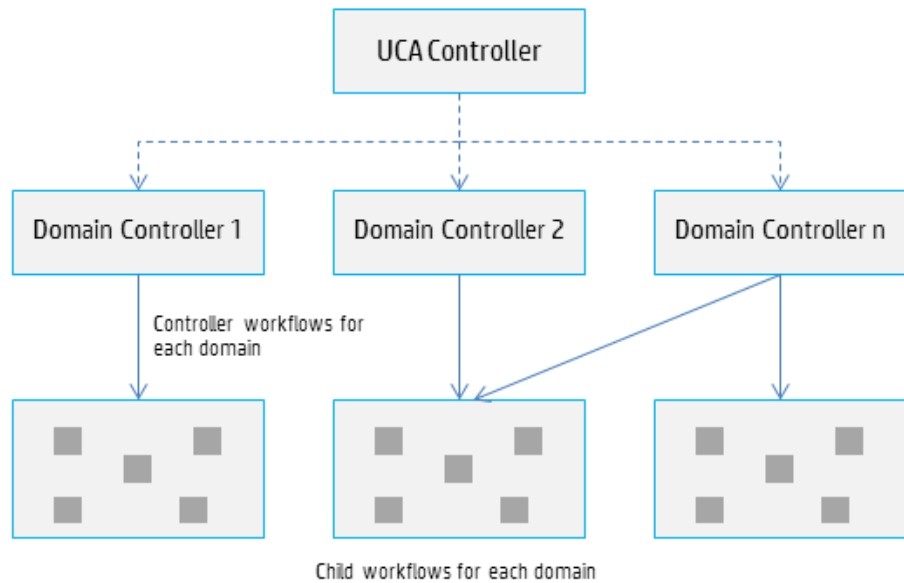 UCA Controller
Domain Controller 1
Domain Controller 2
Domain Controller n
Controller workflows for
each domain
Child workflows for each domain